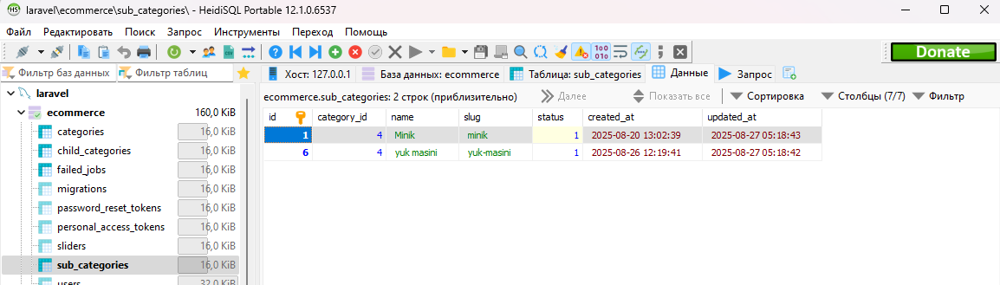 laravel\ecommerce\sub_categories\ - HeidiSQL Portable 12.1.0.6537
Файл Редактировать Поиск Запрос Инструменты Переход Помощь
Donate
Фильтр баз данных Фильтр таблиц
Хост: 127.0.0.1 База данных: ecommerce Таблица: sub_categories Данные Запрос
ecommerce.sub_categories: 2 строк (приблизительно) Далее Показать все Сортировка Столбцы (7/7) Фильтр
laravel
ecommerce 160,0 KiB
categories 16,0 KiB
child_categories 16,0 KiB
failed_jobs 16,0 KiB
migrations 16,0 KiB
password_reset_tokens 16,0 KiB
personal_access_tokens 16,0 KiB
sliders 16,0 KiB
sub_categories 16,0 KiB
users 32,0 KiB
id category_id name slug status created_at updated_at
1 4 Minik minik 1 2025-08-20 13:02:39 2025-08-27 05:18:43
6 4 yuk masini yuk-masini 1 2025-08-26 12:19:41 2025-08-27 05:18:42